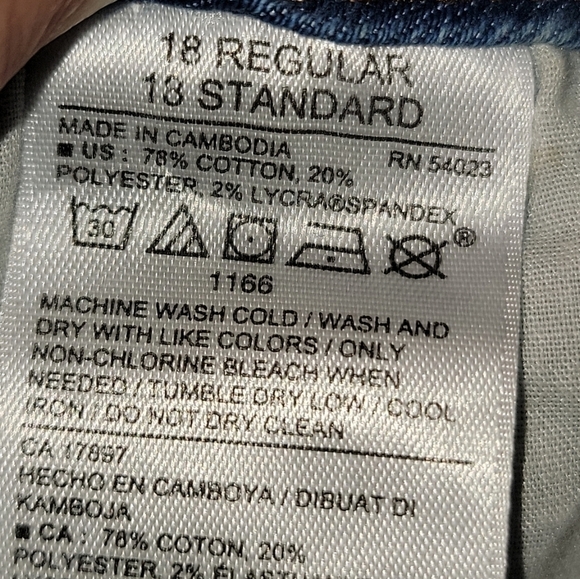 18 REGULAR
18 STANDARD
MADE IN CAMBODIA RN 54023
US: 78% COTTON, 20%
POLYESTER, 2% LYCRA®SPANDEX
30
®
1166
MACHINE WASH COLD / WASH AND
DRY WITH LIKE COLORS / ONLY
NON-CHLORINE BLEACH WHEN
NEEDED / TUMBLE DRY LOW / COOL
IRON / DO NOT DRY CLEAN
CA 17897
HECHO EN CAMBOYA / DIBUAT DI
KAMBOJA
CA: 78% COTON, 20%
POLYESTER, 2%